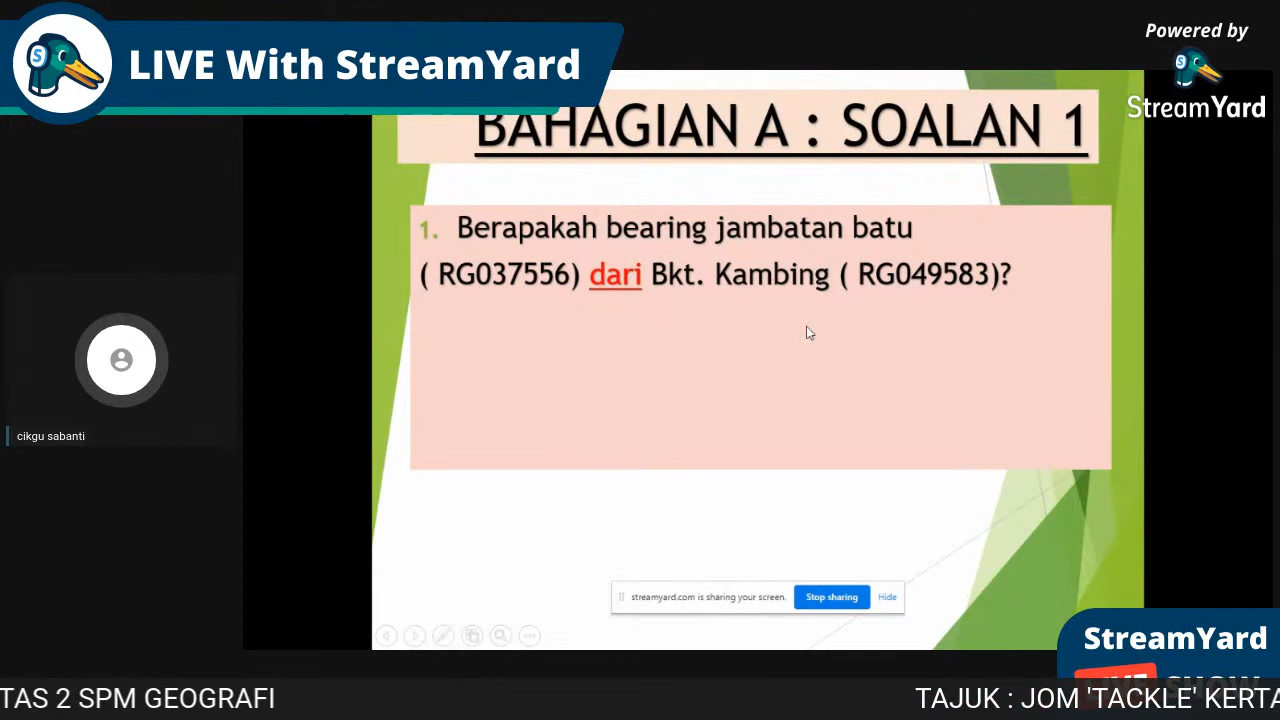 LIVE With StreamYard
Powered by
StreamYard
BAHAGIAN A : SOALAN 1
1. Berapakah bearing jambatan batu
( RG037556) dari Bkt. Kambing ( RG049583)?
cikgu sabanti
streamyard.com is sharing your screen. Stop sharing Hide
StreamYard
TAS 2 SPM GEOGRAFI
TAJUK : JOM 'TACKLE' KERTA